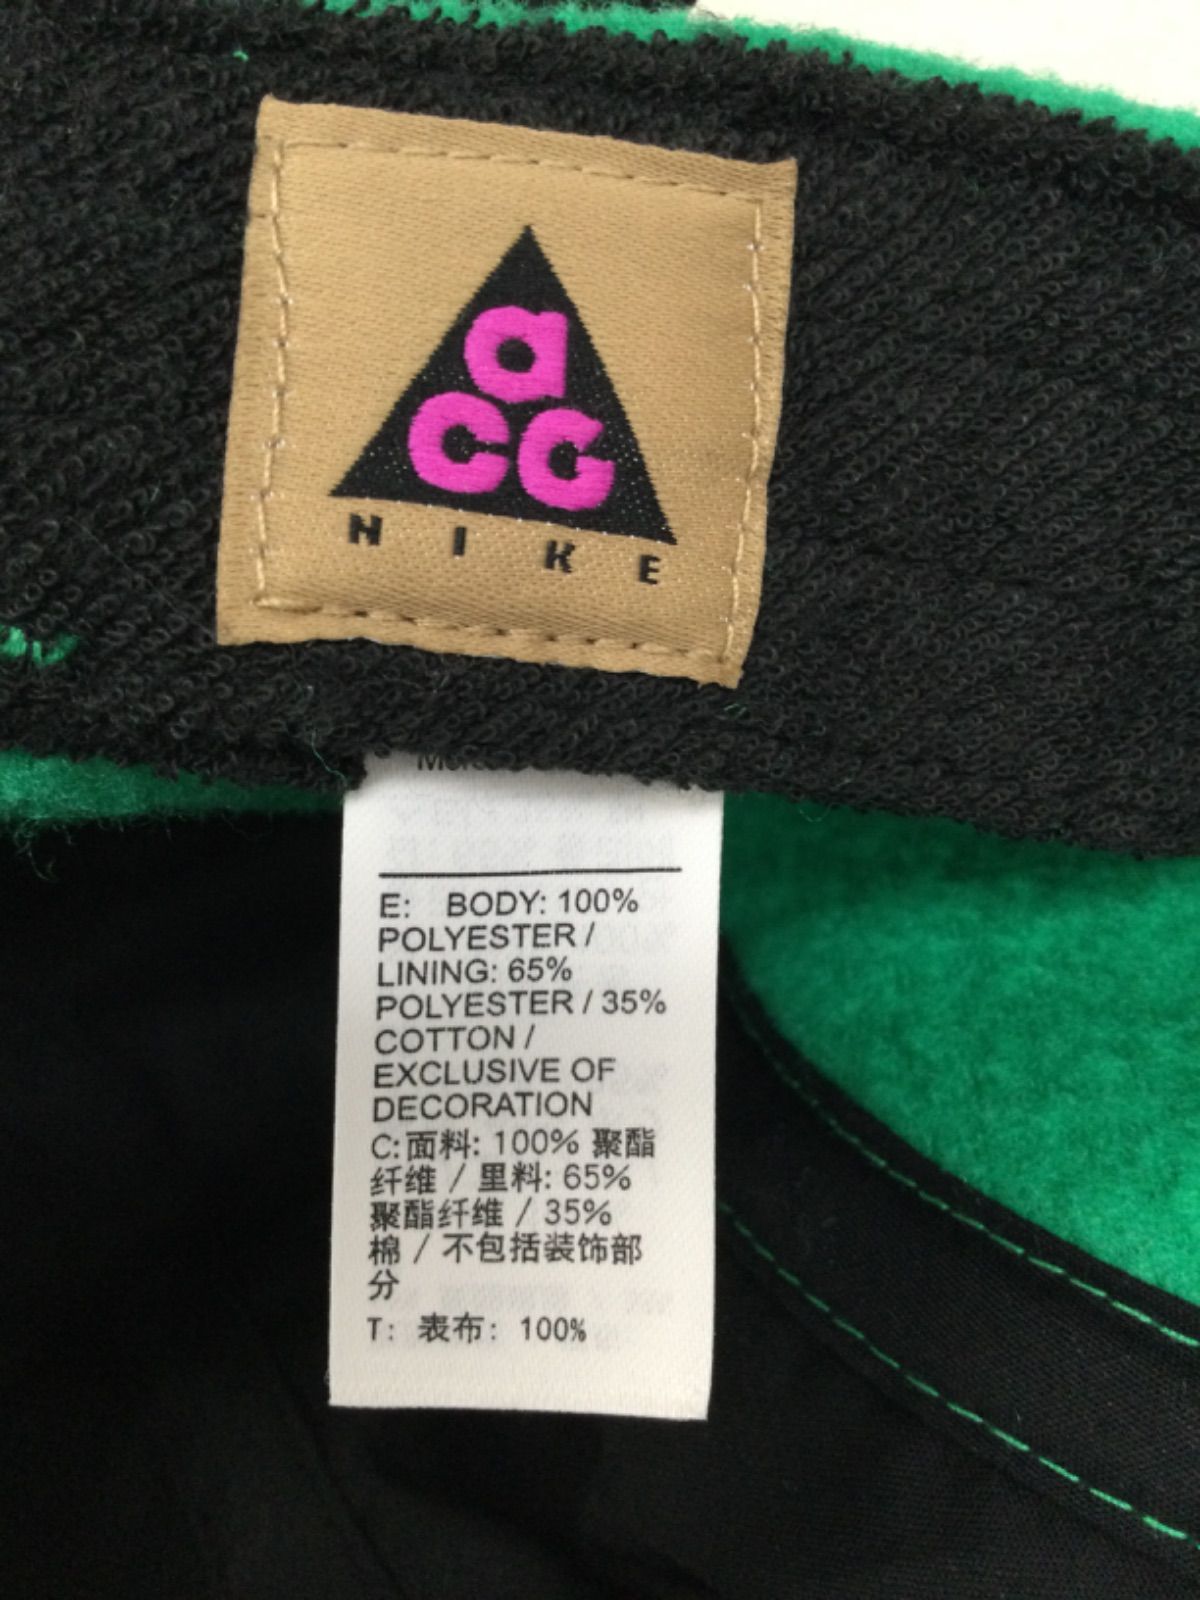 acg
NIKE
E: BODY: 100%
POLYESTER /
LINING: 65%
POLYESTER / 35%
COTTON /
EXCLUSIVE OF
DECORATION
C:面料: 100% 聚酯
纤维 / 里料: 65%
聚酯纤维 / 35%
棉 / 不包括装饰部
分
T: 表布: 100%